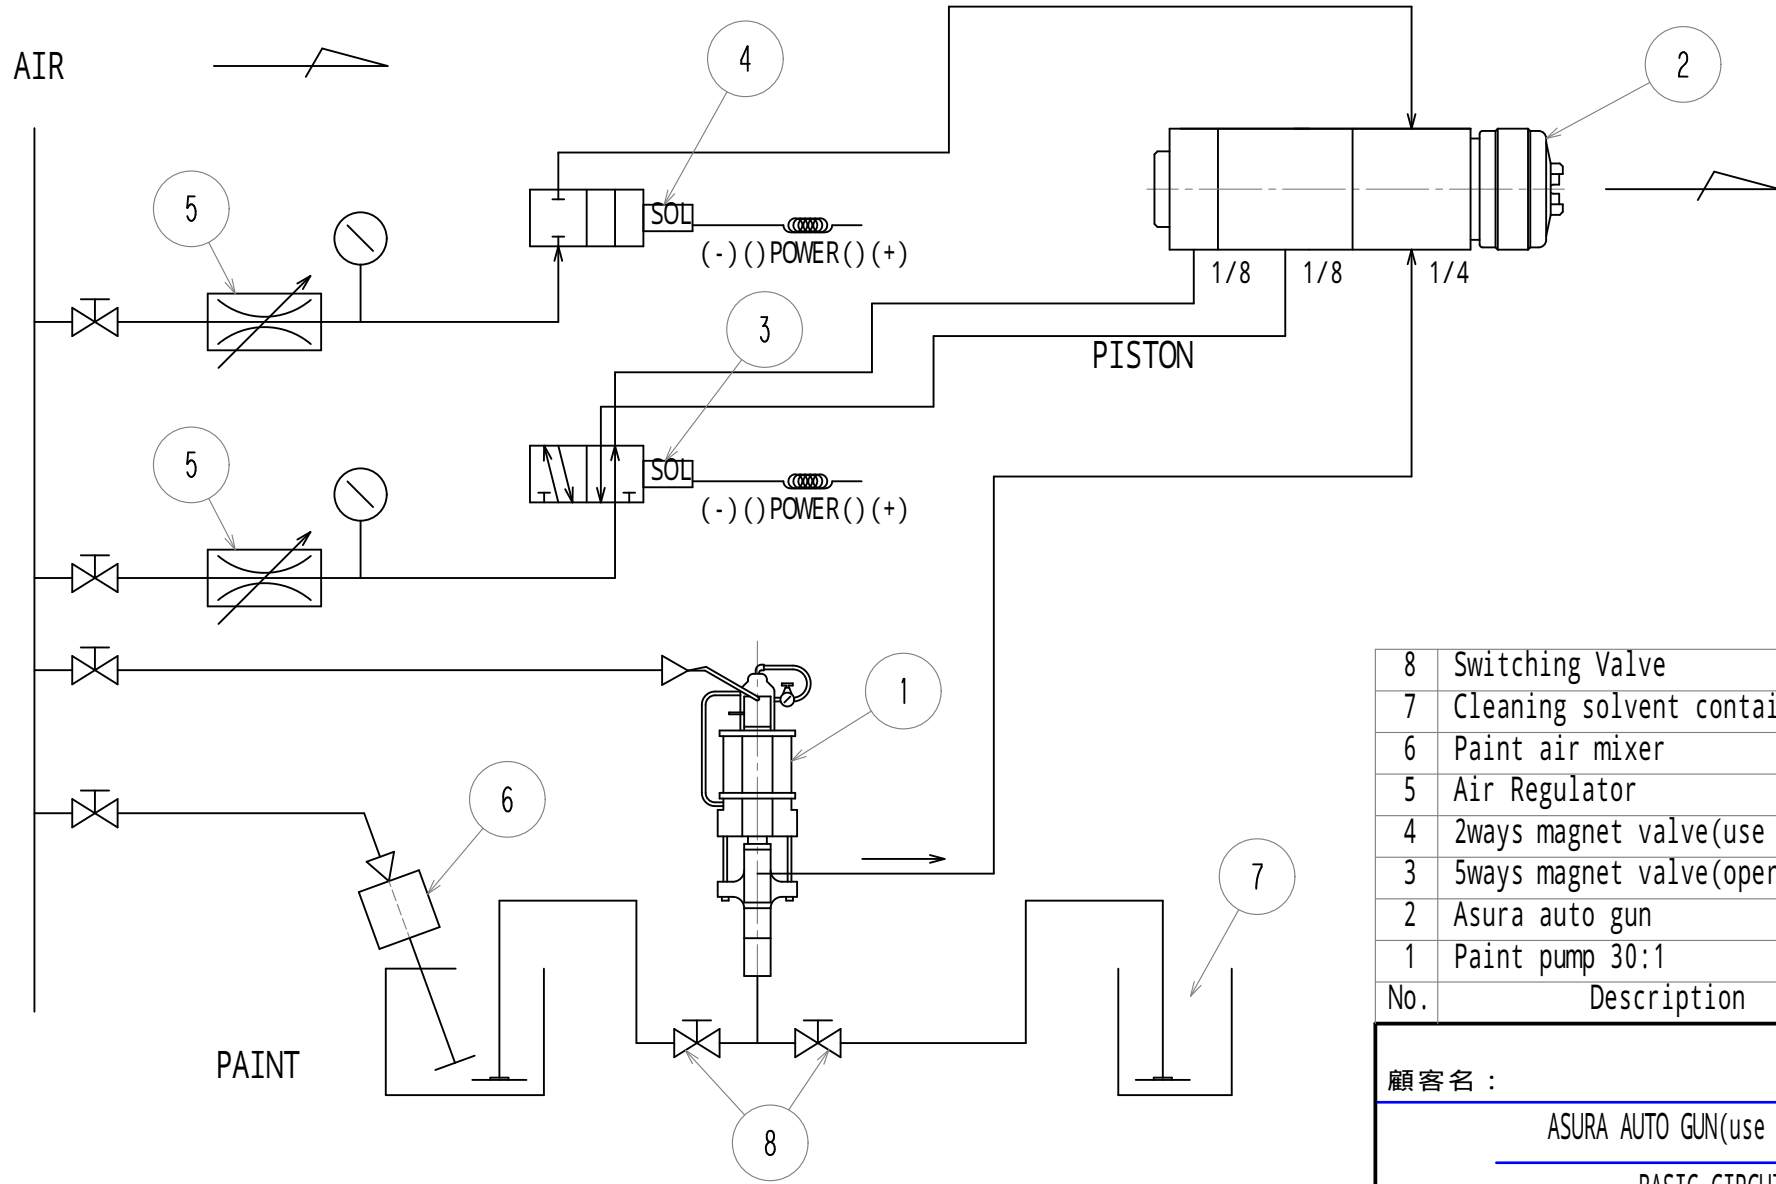 AIR
4
2
5
SOL
(-)()POWER()(+)
1/8
1/8
1/4
3
PISTON
5
SOL
(-)()POWER()(+)
1
6
7
PAINT
8
8 Switching Valve
7 Cleaning solvent contai
6 Paint air mixer
5 Air Regulator
4 2ways magnet valve(use
3 5ways magnet valve(oper
2 Asura auto gun
1 Paint pump 30:1
No. Description
顧客名:
ASURA AUTO GUN(use
BASIC CIRCUI